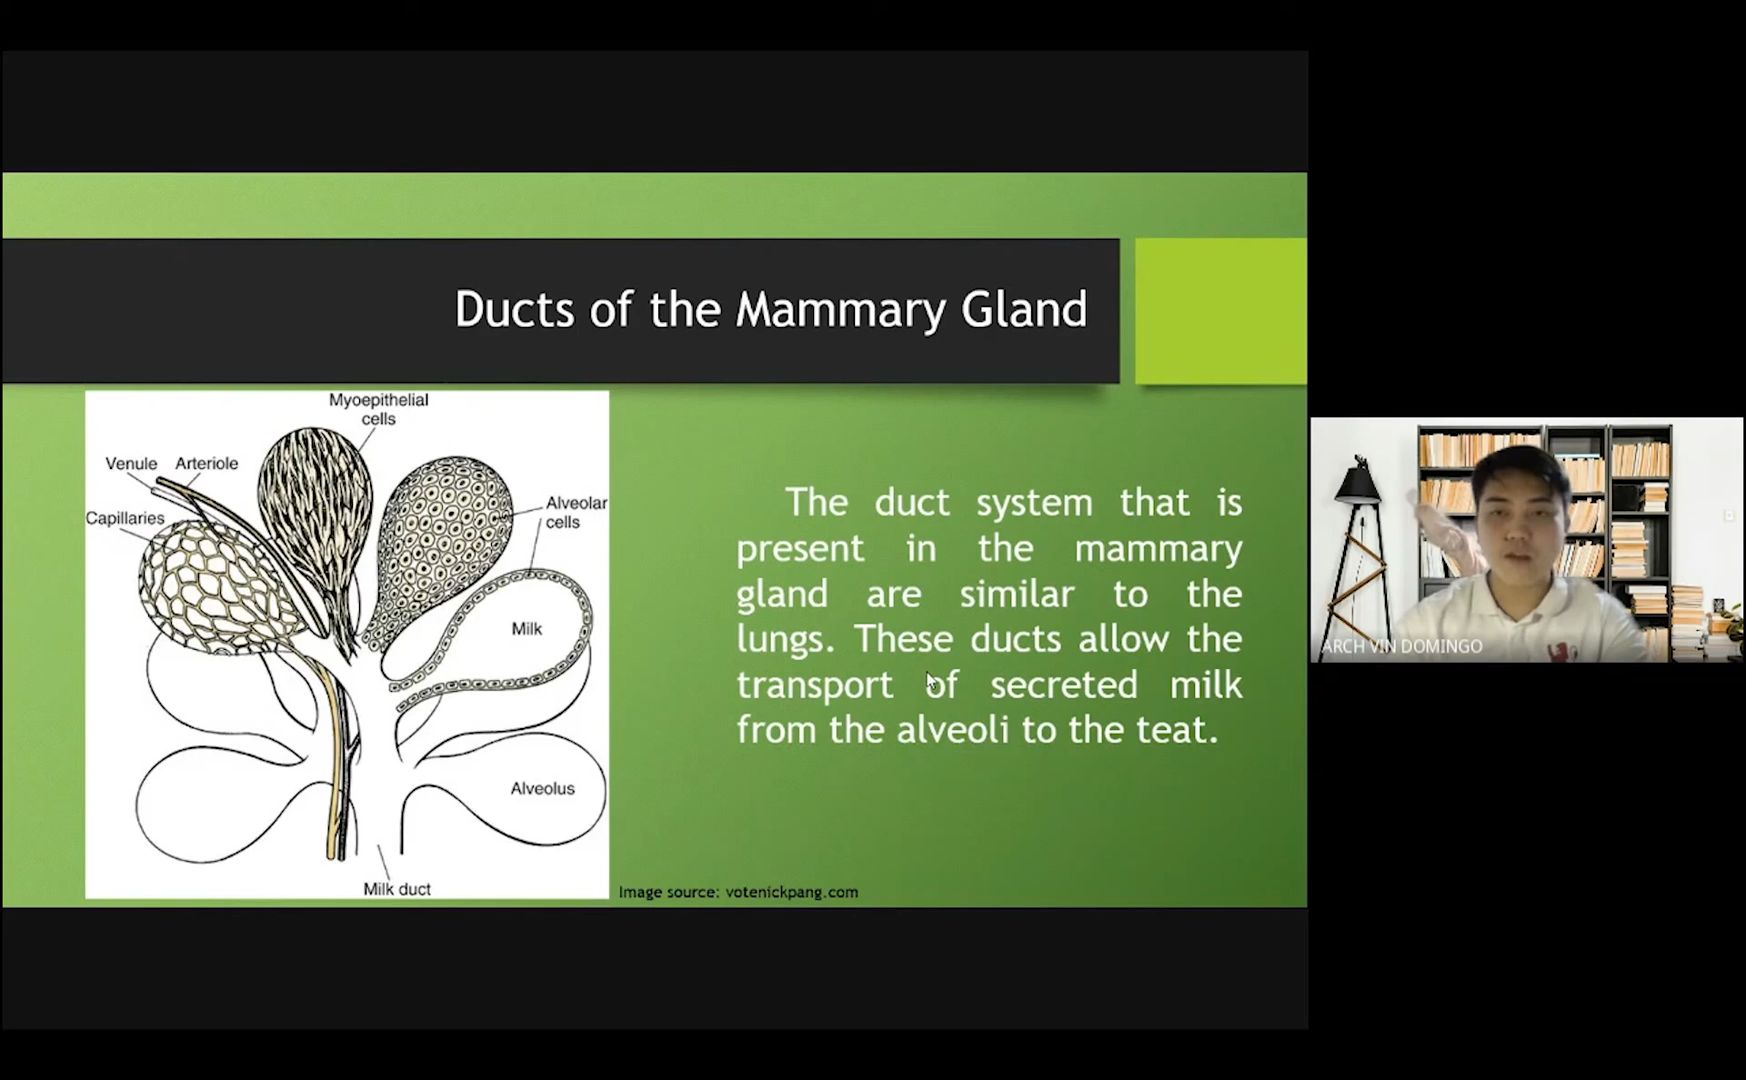 Ducts of the Mammary Gland
Myoepithelial
cells
Venule Arteriole
Capillaries
Alveolar
cells
Milk
Alveolus
Milk duct
The duct system that is
present in the mammary
gland are similar to the
lungs. These ducts allow the
transport of secreted milk
from the alveoli to the teat.
Image source: votenickpang.com
ARCH VIN DOMINGO